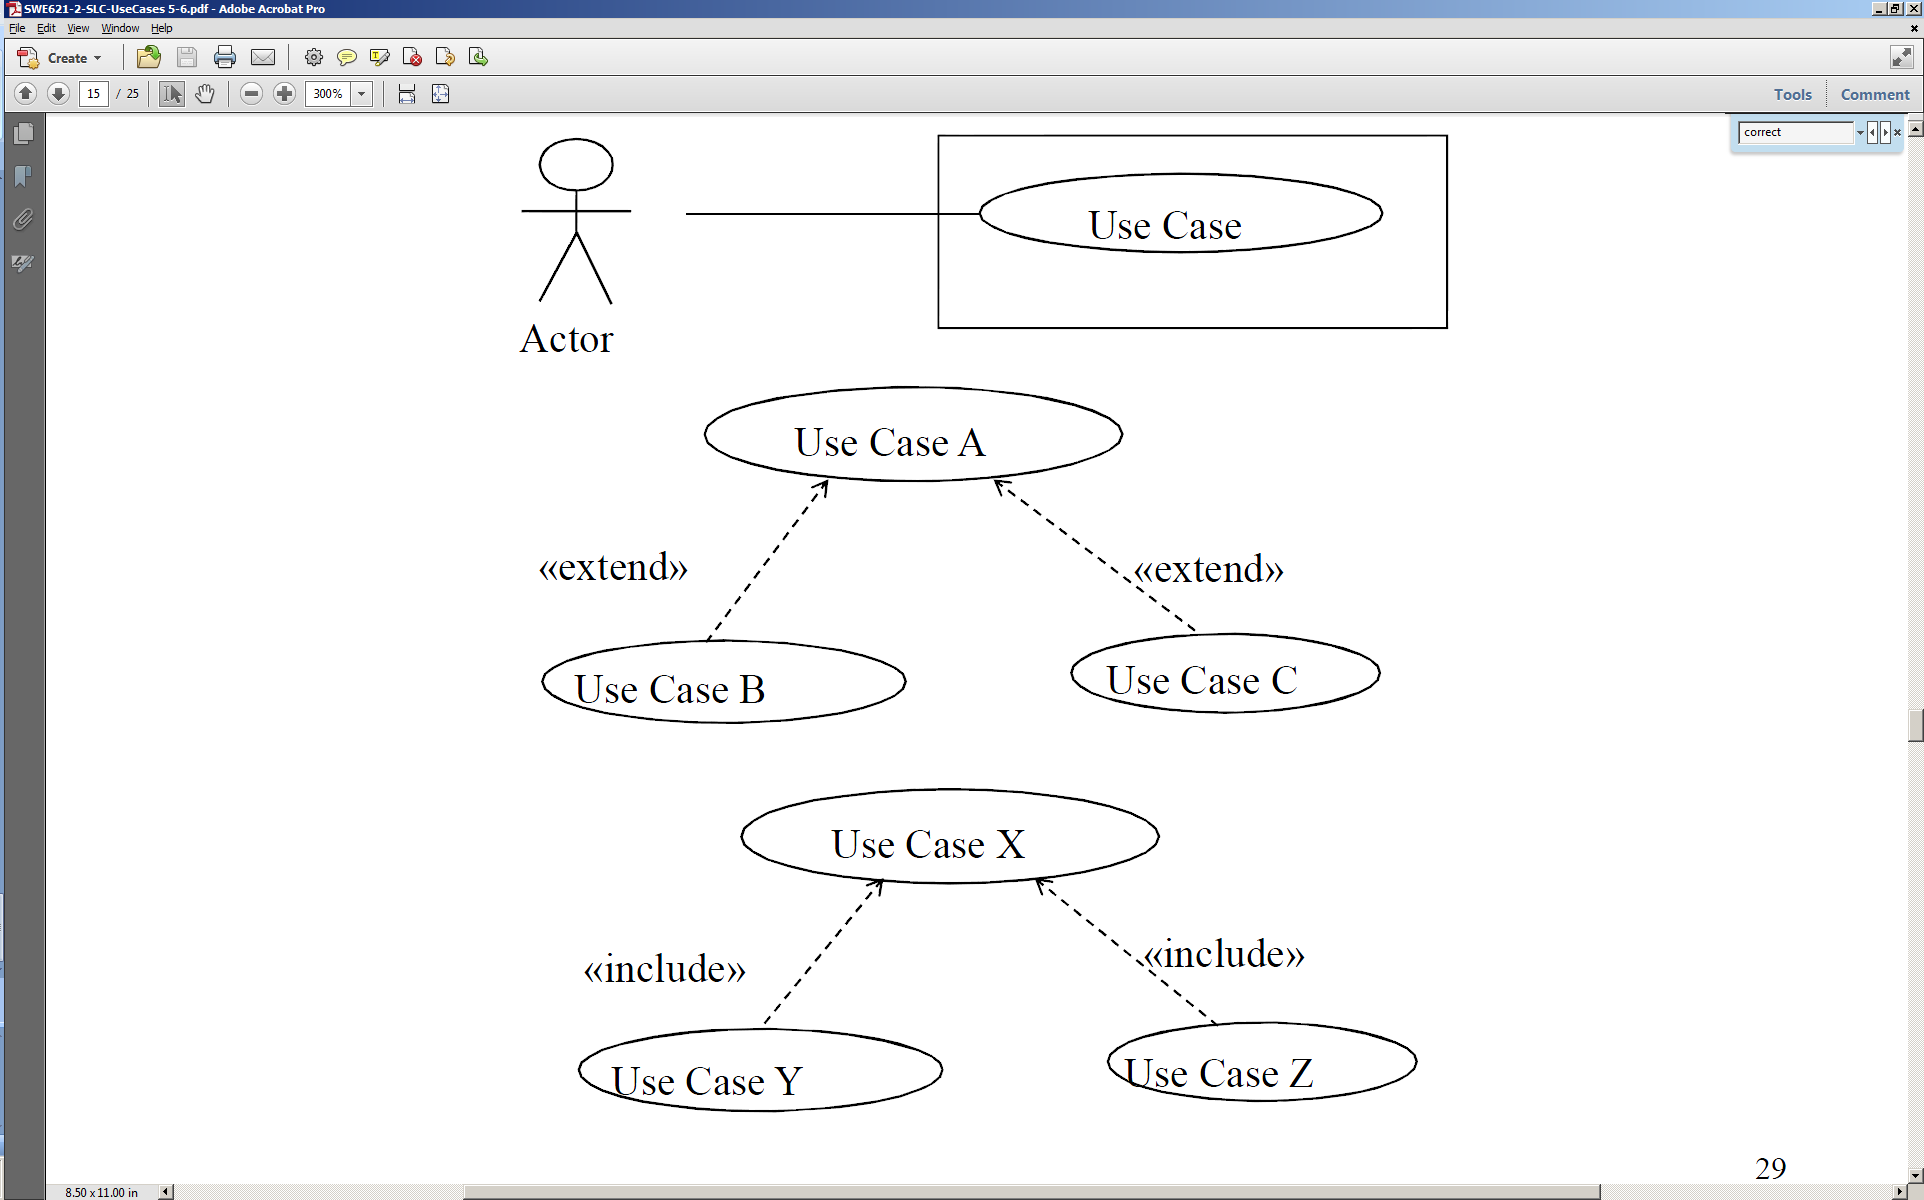 SWE621-2-SLC-UseCases 5-6.pdf - Adobe Acrobat Pro
File Edit View Window Help
Create
15 / 25 300% Tools Comment
correct
Use Case
Actor
Use Case A
«extend» «extend»
Use Case B Use Case C
Use Case X
«include» «include»
Use Case Y Use Case Z
29
8.50 x 11.00 in